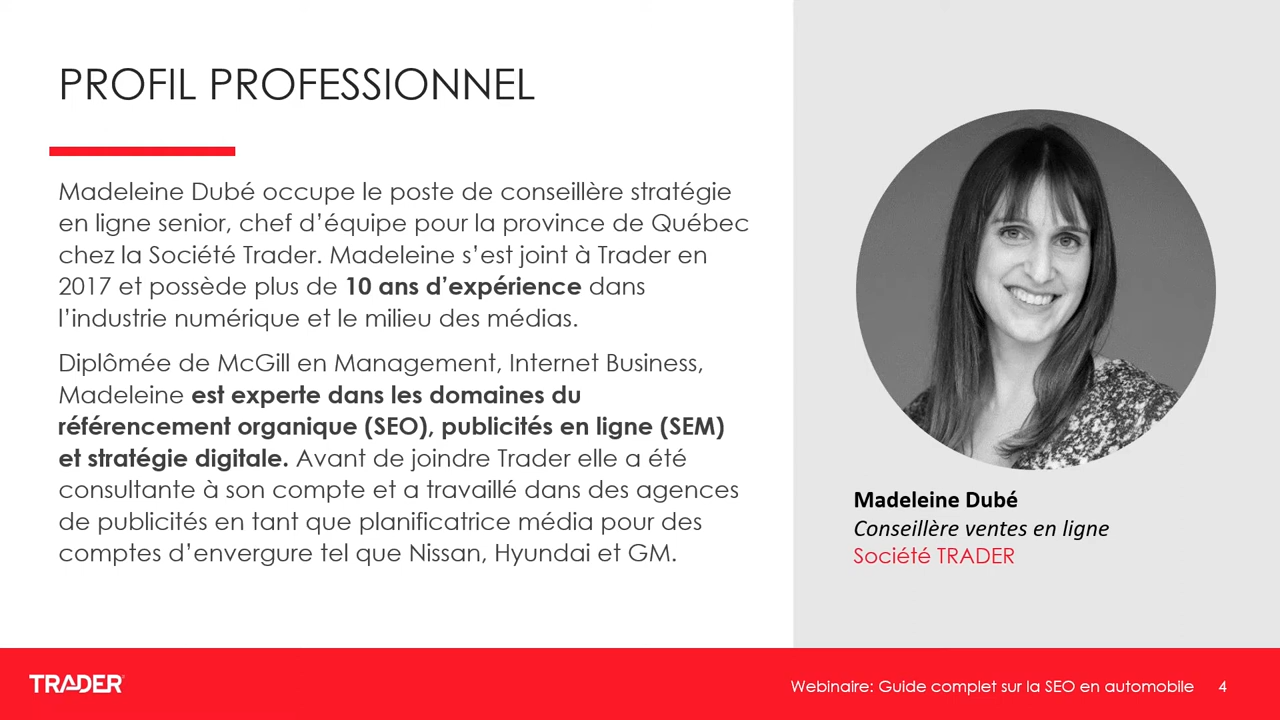 PROFIL PROFESSIONNEL
Madeleine Dubé occupe le poste de conseillère stratégie
en ligne senior, chef d’équipe pour la province de Québec
chez la Société Trader. Madeleine s’est joint à Trader en
2017 et possède plus de 10 ans d’expérience dans
l’industrie numérique et le milieu des médias.
Diplômée de McGill en Management, Internet Business,
Madeleine est experte dans les domaines du
référencement organique (SEO), publicités en ligne (SEM)
et stratégie digitale. Avant de joindre Trader elle a été
consultante à son compte et a travaillé dans des agences
de publicités en tant que planificatrice média pour des
comptes d’envergure tel que Nissan, Hyundai et GM.
Madeleine Dubé
Conseillère ventes en ligne
Société TRADER
TRADER
Webinaire: Guide complet sur la SEO en automobile 4